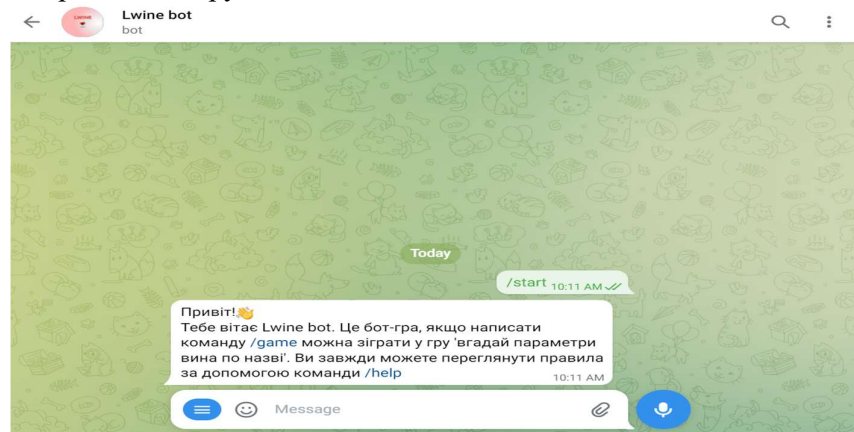 Lwine bot
bot
Today
/start 10:11 AM
Привіт!👋
Тебе вітає Lwine bot. Це бот-гра, якщо написати
команду /game можна зіграти у гру 'вгадай параметри
вина по назві'. Ви завжди можете переглянути правила
за допомогою команди /help
10:11 AM
Message